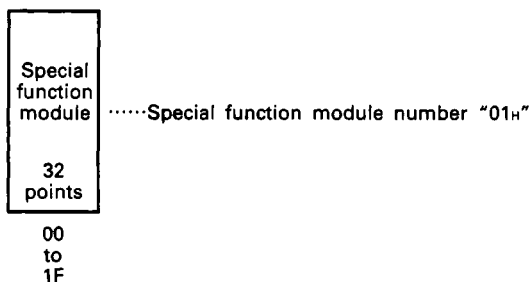 Special
function
module
······Special function module number "01H"
32
points
00
to
1F